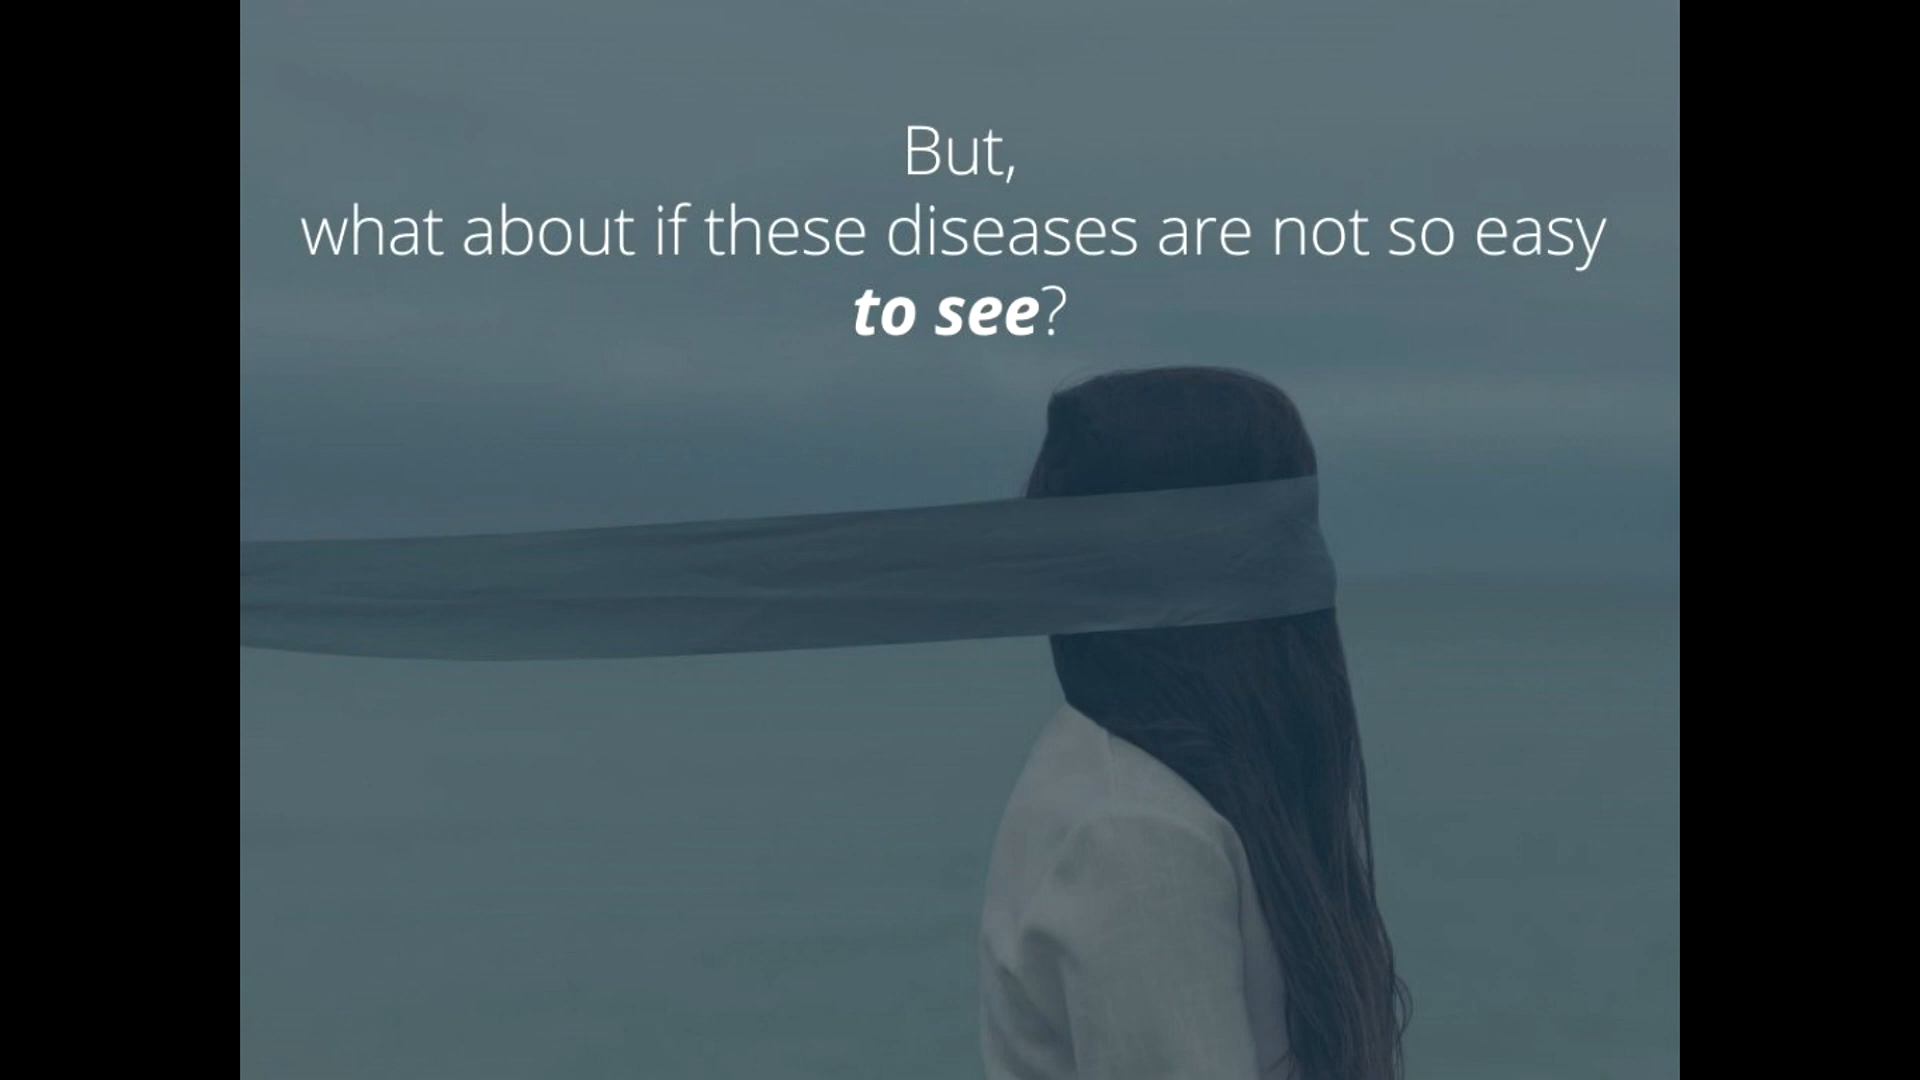 But,
what about if these diseases are not so easy
to see?